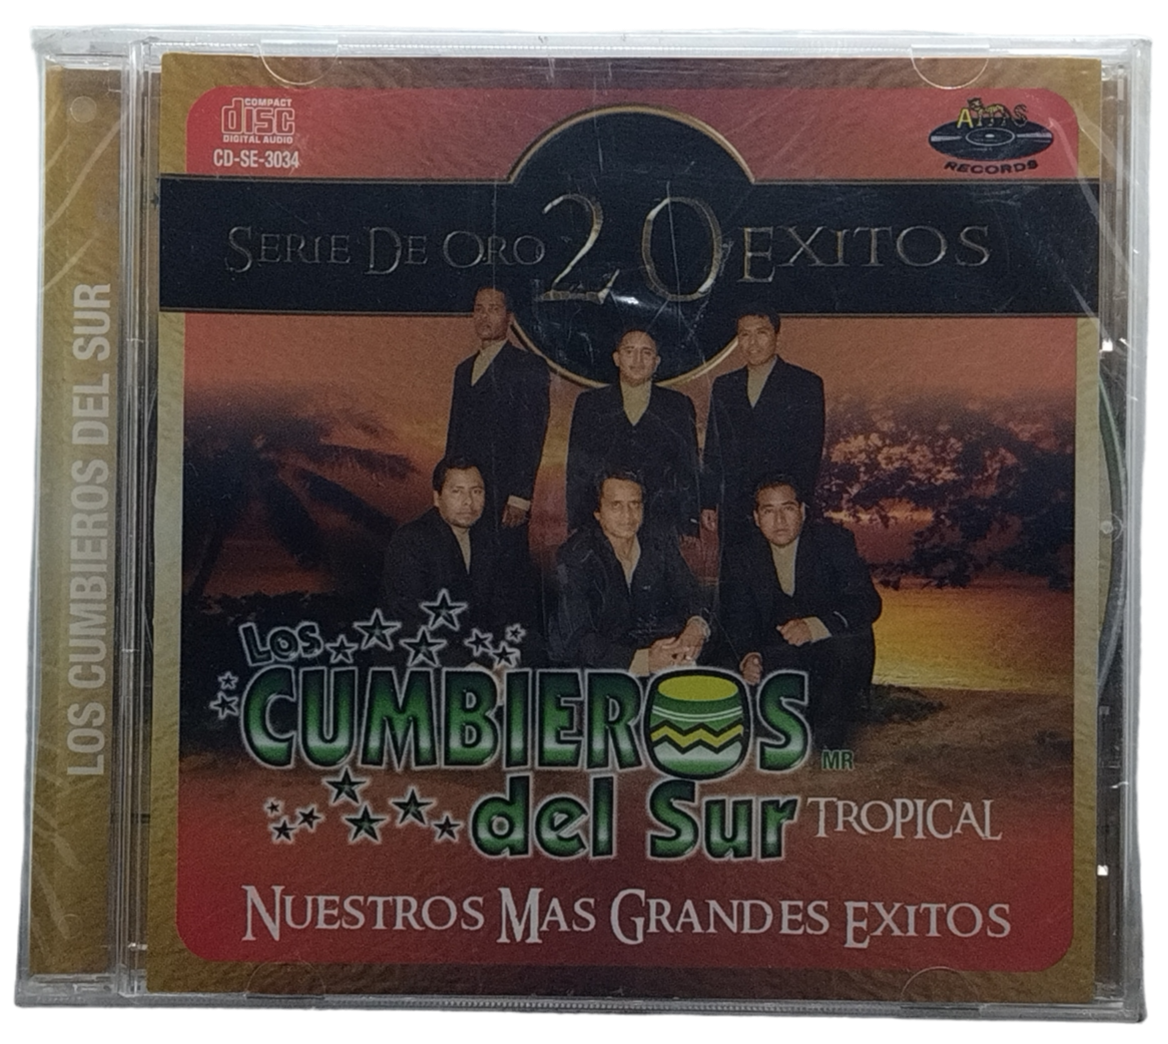 COMPACT
disc
DIGITAL AUDIO
CD-SE-3034
RECORDS
SERIE DE ORO 20 EXITOS
LOS CUMBIEROS DEL SUR
LOS
CUMBIEROS
MR
del Sur TROPICAL
NUESTROS MAS GRANDES EXITOS